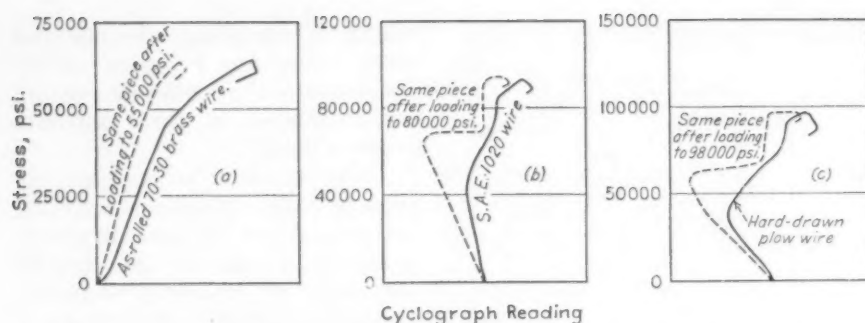 Stress, psi.
75000
50000
25000
0
Same piece after
Loading to 55000 psi.
As-rolled 70-30 brass wire.
(a)
120000
80000
40000
0
Same piece
after loading
to 80000 psi.
S.A.E. 1020 wire
(b)
150000
100000
50000
0
Same piece
after loading
to 98000 psi.
(c)
Hard-drawn
plow wire
Cyclograph Reading